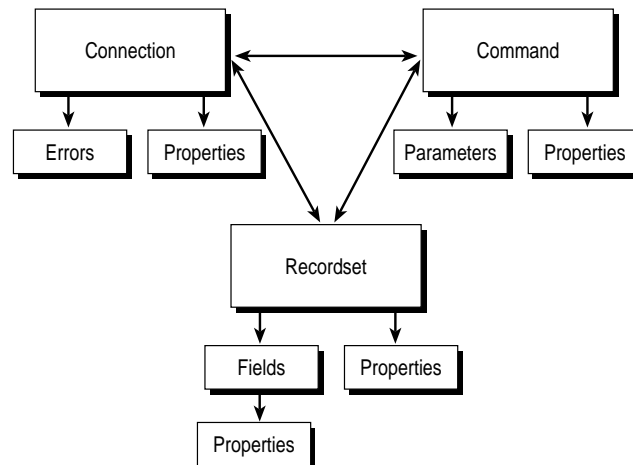 Connection
Command
Errors
Properties
Parameters
Properties
Recordset
Fields
Properties
Properties